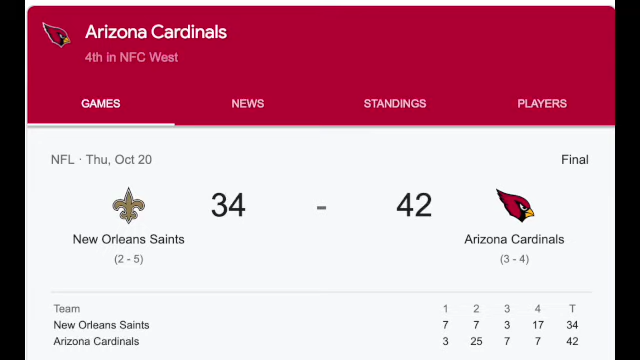 Arizona Cardinals
4th in NFC West
GAMES NEWS STANDINGS PLAYERS
NFL · Thu, Oct 20 Final
34 - 42
New Orleans Saints Arizona Cardinals
(2 - 5) (3 - 4)
Team 1 2 3 4 T
New Orleans Saints 7 7 3 17 34
Arizona Cardinals 3 25 7 7 42